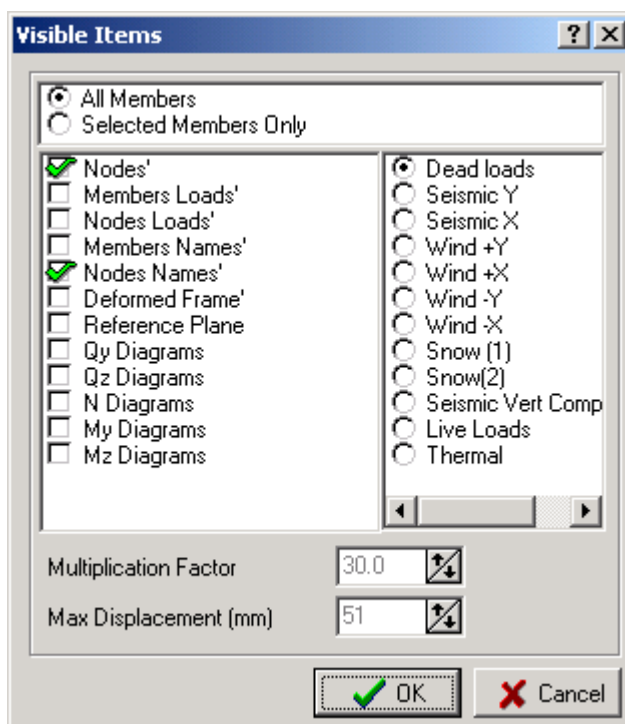 Visible Items
All Members
Selected Members Only
Nodes'
Members Loads'
Nodes Loads'
Members Names'
Nodes Names'
Deformed Frame'
Reference Plane
Qy Diagrams
Qz Diagrams
N Diagrams
My Diagrams
Mz Diagrams
Dead loads
Seismic Y
Seismic X
Wind +Y
Wind +X
Wind -Y
Wind -X
Snow (1)
Snow(2)
Seismic Vert Comp
Live Loads
Thermal
Multiplication Factor 30.0
Max Displacement (mm) 51
OK Cancel